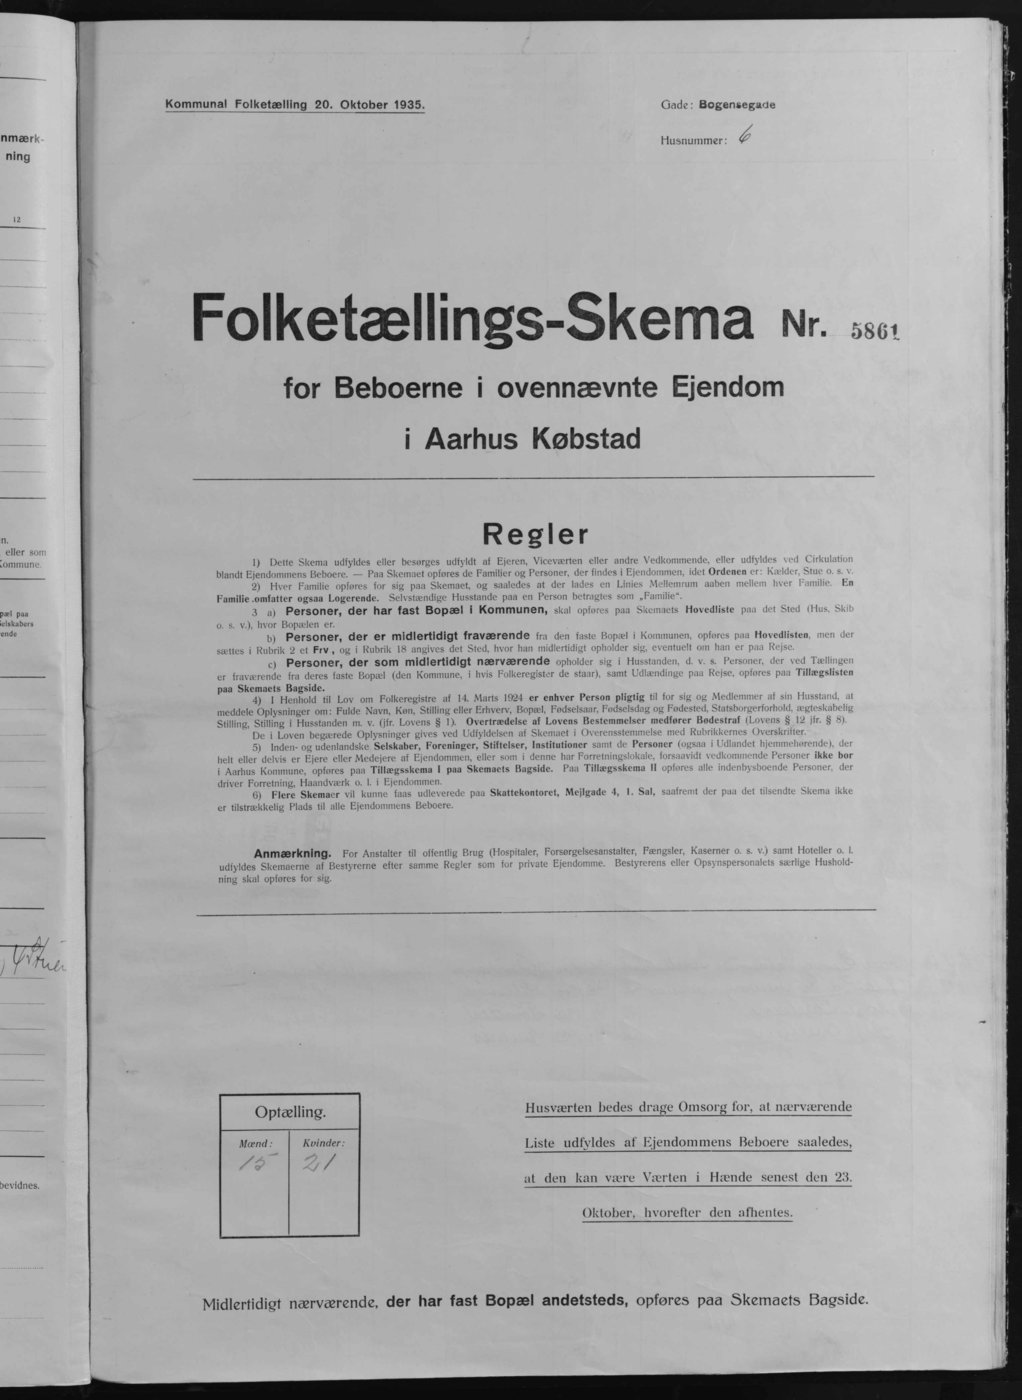 nmærk-
ning
12
n.
eller som
Kommune.
pæl paa
Selskabers
ende
bevidnes.
Kommunal Folketælling 20. Oktober 1935.
Gade: Bogensegade
Husnummer: 6
Folketællings-Skema Nr. 5861
for Beboerne i ovennævnte Ejendom
i Aarhus Købstad
Regler
1) Dette Skema udfyldes eller besørges udfyldt af Ejeren, Viceværten eller andre Vedkommende, eller udfyldes ved Cirkulation
blandt Ejendommens Beboere. — Paa Skemaet opføres de Familier og Personer, der findes i Ejendommen, idet Ordenen er: Kælder, Stue o. s. v.
2) Hver Familie opføres for sig paa Skemaet, og saaledes at der lades en Linies Mellemrum aaben mellem hver Familie. En
Familie omfatter ogsaa Logerende. Selvstændige Husstande paa en Person betragtes som „Familie“.
3 a) Personer, der har fast Bopæl i Kommunen, skal opføres paa Skemaets Hovedliste paa det Sted (Hus, Skib
o. s. v.), hvor Bopælen er.
b) Personer, der er midlertidigt fraværende fra den faste Bopæl i Kommunen, opføres paa Hovedlisten, men der
sættes i Rubrik 2 et Frv, og i Rubrik 18 angives det Sted, hvor han midlertidigt opholder sig, eventuelt om han er paa Rejse.
c) Personer, der som midlertidigt nærværende opholder sig i Husstanden, d. v. s. Personer, der ved Tællingen
er fraværende fra deres faste Bopæl (den Kommune, i hvis Folkeregister de staar), samt Udlændinge paa Rejse, opføres paa Tillægslisten
paa Skemaets Bagside.
4) I Henhold til Lov om Folkeregistre af 14. Marts 1924 er enhver Person pligtig til for sig og Medlemmer af sin Husstand, at
meddele Oplysninger om: Fulde Navn, Køn, Stilling eller Erhverv, Bopæl, Fødselsaar, Fødselsdag og Fødested, Statsborgerforhold, ægteskabelig
Stilling, Stilling i Husstanden m. v. (jfr. Lovens § 1). Overtrædelse af Lovens Bestemmelser medfører Bødestraf (Lovens § 12 jfr. § 8).
De i Loven begærede Oplysninger gives ved Udfyldelsen af Skemaet i Overensstemmelse med Rubrikkernes Overskrifter.
5) Inden- og udenlandske Selskaber, Foreninger, Stiftelser, Institutioner samt de Personer (ogsaa i Udlandet hjemmehørende), der
helt eller delvis er Ejere eller Medejere af Ejendommen, eller som i denne har Forretningslokale, forsaavidt vedkommende Personer ikke bor
i Aarhus Kommune, opføres paa Tillægsskema I paa Skemaets Bagside. Paa Tillægsskema II opføres alle indenbysboende Personer, der
driver Forretning, Haandværk o. l. i Ejendommen.
6) Flere Skemaer vil kunne faas udleverede paa Skattekontoret, Mejlgade 4, 1. Sal, saafremt der paa det tilsendte Skema ikke
er tilstrækkelig Plads til alle Ejendommens Beboere.
Anmærkning. For Anstalter til offentlig Brug (Hospitaler, Forsørgelsesanstalter, Fængsler, Kaserner o. s. v.) samt Hoteller o. l.
udfyldes Skemaerne af Bestyrerne efter samme Regler som for private Ejendomme. Bestyrerens eller Opsynspersonalets særlige Hushold-
ning skal opføres for sig.
Optælling.
Mænd: Kvinder:
15 21
Husværten bedes drage Omsorg for, at nærværende
Liste udfyldes af Ejendommens Beboere saaledes,
at den kan være Værten i Hænde senest den 23.
Oktober, hvorefter den afhentes.
Midlertidigt nærværende, der har fast Bopæl andetsteds, opføres paa Skemaets Bagside.